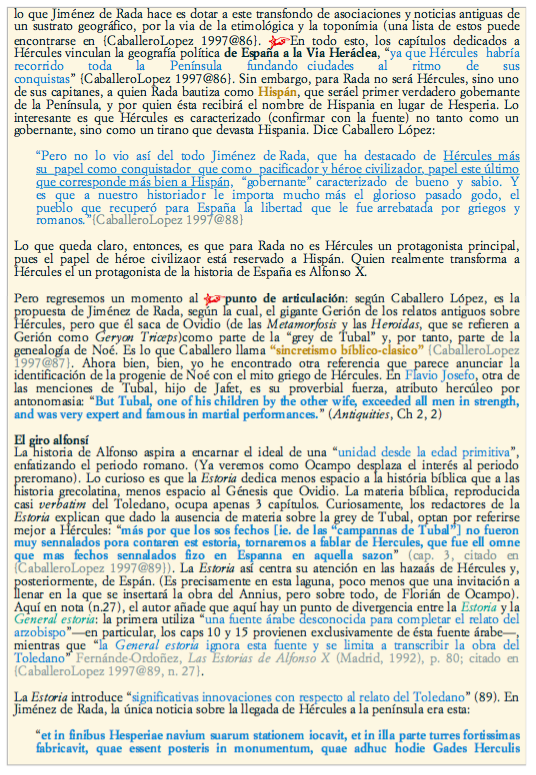 lo que Jiménez de Rada hace es dotar a este transfondo de asociaciones y noticias antiguas de
un sustrato geográfico, por la via de la etimológica y la toponímia (una lista de estos puede
encontrarse en {CaballeroLopez 1997@86}. En todo esto, los capítulos dedicados a
Hércules vinculan la geografía política de España a la Vía Heráclea, “ya que Hércules habría
recorrido toda la Península fundando ciudades al ritmo de sus
conquistas” {CaballeroLopez 1997@86}. Sin embargo, para Rada no será Hércules, sino uno
de sus capitanes, a quien Rada bautiza como Hispán, que seráel primer verdadero gobernante
de la Península, y por quien ésta recibirá el nombre de Hispania en lugar de Hesperia. Lo
interesante es que Hércules es caracterizado (confirmar con la fuente) no tanto como un
gobernante, sino como un tirano que devasta Hispania. Dice Caballero López:
“Pero no lo vio así del todo Jiménez de Rada, que ha destacado de Hércules más
su papel como conquistador que como pacificador y héroe civilizador, papel este último
que corresponde más bien a Hispán, “gobernante” caracterizado de bueno y sabio. Y
es que a nuestro historiador le importa mucho más el glorioso pasado godo, el
pueblo que recuperó para España la libertad que le fue arrebatada por griegos y
romanos.”{CaballeroLopez 1997@88}
Lo que queda claro, entonces, es que para Rada no es Hércules un protagonista principal,
pues el papel de héroe civilizaor está reservado a Hispán. Quien realmente transforma a
Hércules el un protagonista de la historia de España es Alfonso X.
Pero regresemos un momento al punto de articulación: según Caballero López, es la
propuesta de Jiménez de Rada, según la cual, el gigante Gerión de los relatos antiguos sobre
Hércules, pero que él saca de Ovidio (de las Metamorfosis y las Heroidas, que se refieren a
Gerión como Geryon Triceps)como parte de la “grey de Tubal” y, por tanto, parte de la
genealogía de Noé. Es lo que Caballero llama “sincretismo bíblico-clasico” {CaballeroLopez
1997@87}. Ahora bien, bien, yo he encontrado otra referencia que parece anunciar la
identificación de la progenie de Noé con el mito griego de Hércules. En Flavio Josefo, otra de
las menciones de Tubal, hijo de Jafet, es su proverbial fuerza, atributo hercúleo por
antonomasia: “But Tubal, one of his children by the other wife, exceeded all men in strength,
and was very expert and famous in martial performances.” (Antiquities, Ch 2, 2)
El giro alfonsí
La historia de Alfonso aspira a encarnar el ideal de una “unidad desde la edad primitiva”,
enfatizando el periodo romano. (Ya veremos como Ocampo desplaza el interés al periodo
preromano). Lo curioso es que la Estoria dedica menos espacio a la história bíblica que a las
historia grecolatina, menos espacio al Génesis que Ovidio. La materia bíblica, reproducida
casi verbatim del Toledano, ocupa apenas 3 capítulos. Curiosamente, los redactores de la
Estoria explican que dado la ausencia de materia sobre la grey de Tubal, optan por referirse
mejor a Hércules: “más por que los sos fechos [ie. de las “campannas de Tubal”] no fueron
muy sennalados pora contarse en est estoria, tornaremos a fablar de Hercules, que fue ell omne
que mas fechos sennalados fizo en Espanna en aquella sazon” (cap. 3, citado en
{CaballeroLopez 1997@89}). La Estoria así centra su atención en las hazaás de Hércules y,
posteriormente, de Espán. (Es precisamente en esta laguna, poco menos que una invitación a
llenar en la que se insertará la obra del Annius, pero sobre todo, de Florián de Ocampo).
Aquí en nota (n.27), el autor añade que aquí hay un punto de divergencia entre la Estoria y la
General estoria: la primera utiliza “una fuente árabe desconocida para completar el relato del
arzobispo”—en particular, los caps 10 y 15 provienen exclusivamente de ésta fuente árabe—,
mientras que “la General estoria ignora esta fuente y se limita a transcribir la obra del
Toledano” Fernánde-Ordoñez, Las Estorias de Alfonso X (Madrid, 1992), p. 80; citado en
{CaballeroLopez 1997@89, n. 27}.
La Estoria introduce “significativas innovaciones con respecto al relato del Toledano” (89). En
Jiménez de Rada, la única noticia sobre la llegada de Hércules a la península era esta:
“et in finibus Hesperiae navium suarum stationem iocavit, et in illa parte turres fortissimas
fabricavit, quae essent posteris in monumentum, quae adhuc hodie Gades Herculis